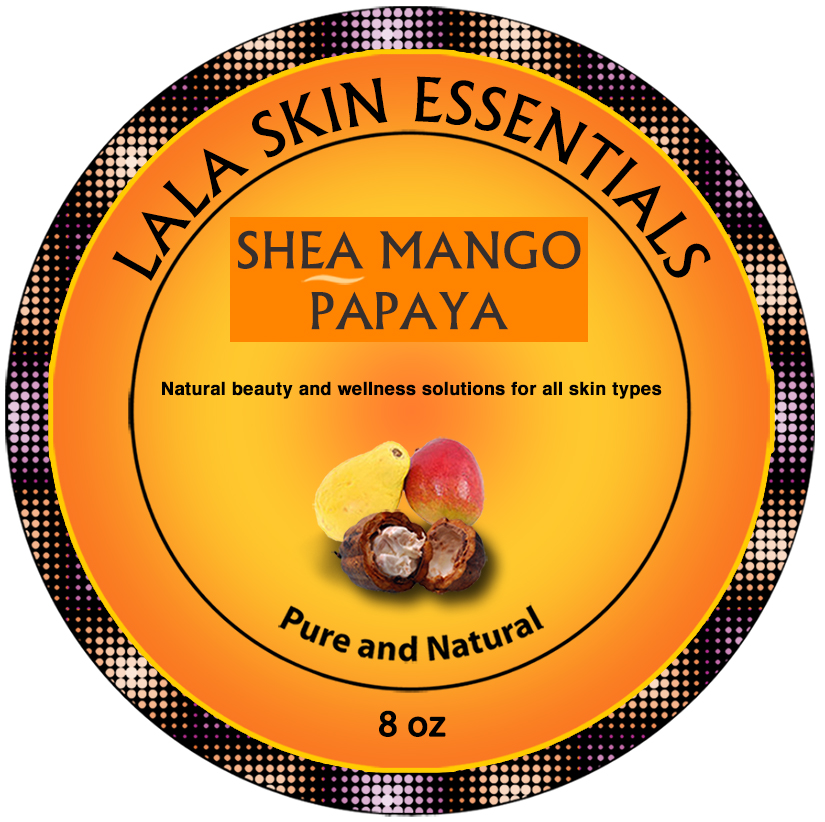 LALA SKIN ESSENTIALS
SHEA MANGO
PAPAYA
Natural beauty and wellness solutions for all skin types
Pure and Natural
8 oz